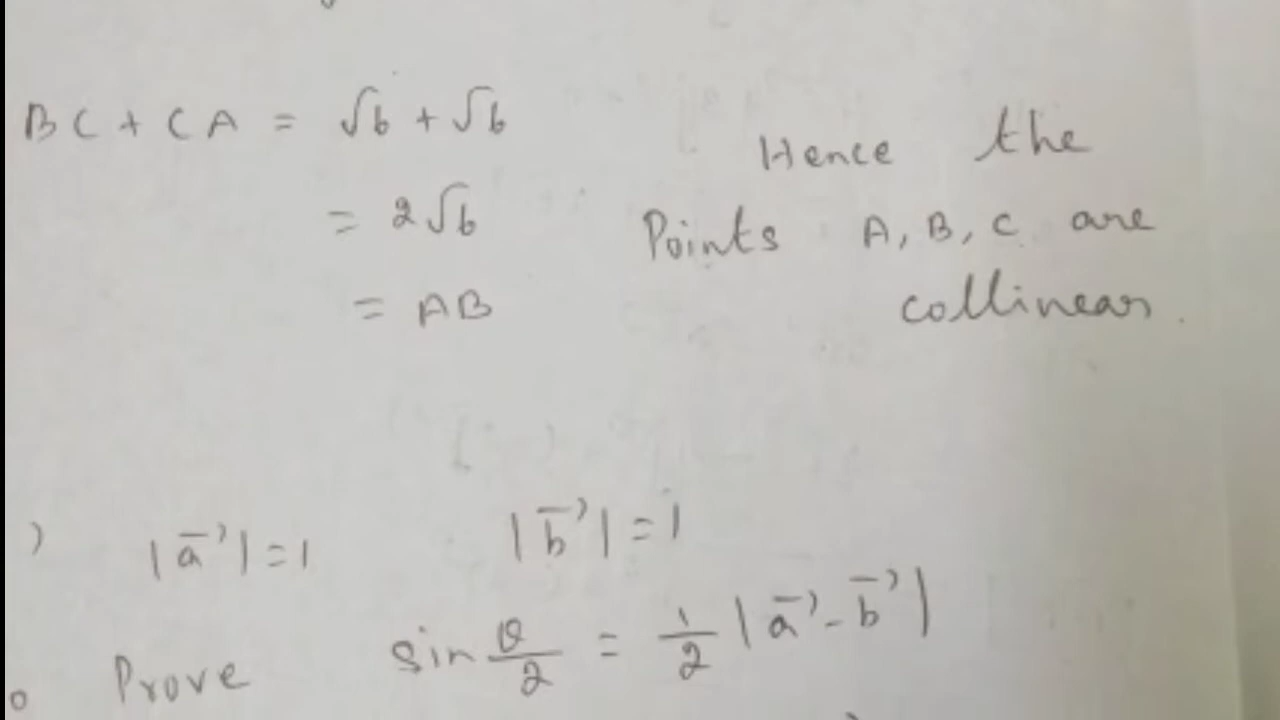 BC + CA = √6 + √6
= 2√6
= AB
Hence the
Points A, B, C are
collinear.
) |a⃗| = 1 |b⃗| = 1
o Prove sin θ/2 = 1/2 |a⃗ - b⃗|